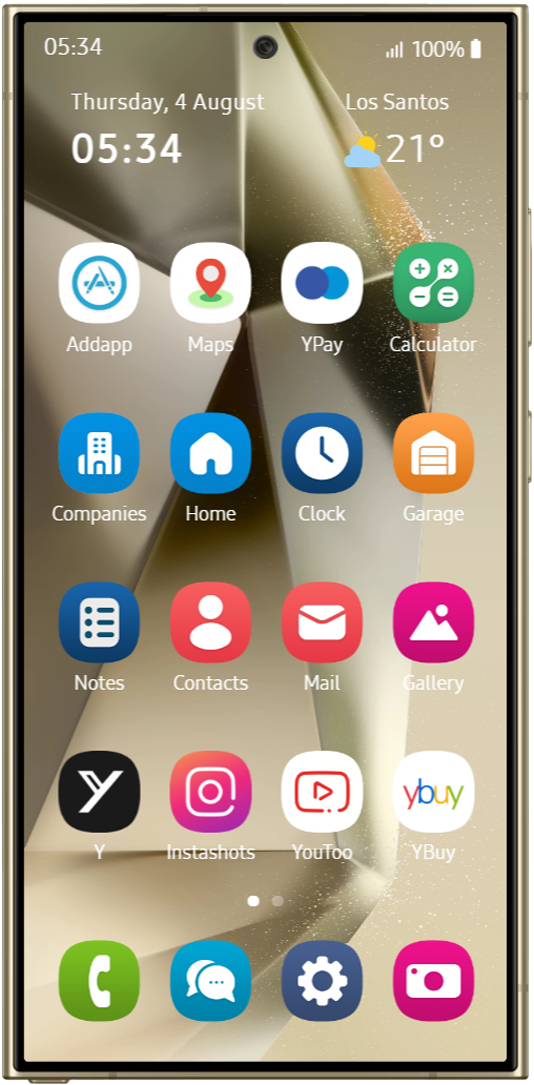 05:34 100%
Thursday, 4 August Los Santos
05:34 21°
Addapp Maps YPay Calculator
Companies Home Clock Garage
Notes Contacts Mail Gallery
ybuy
Y Instashots YouToo YBuy